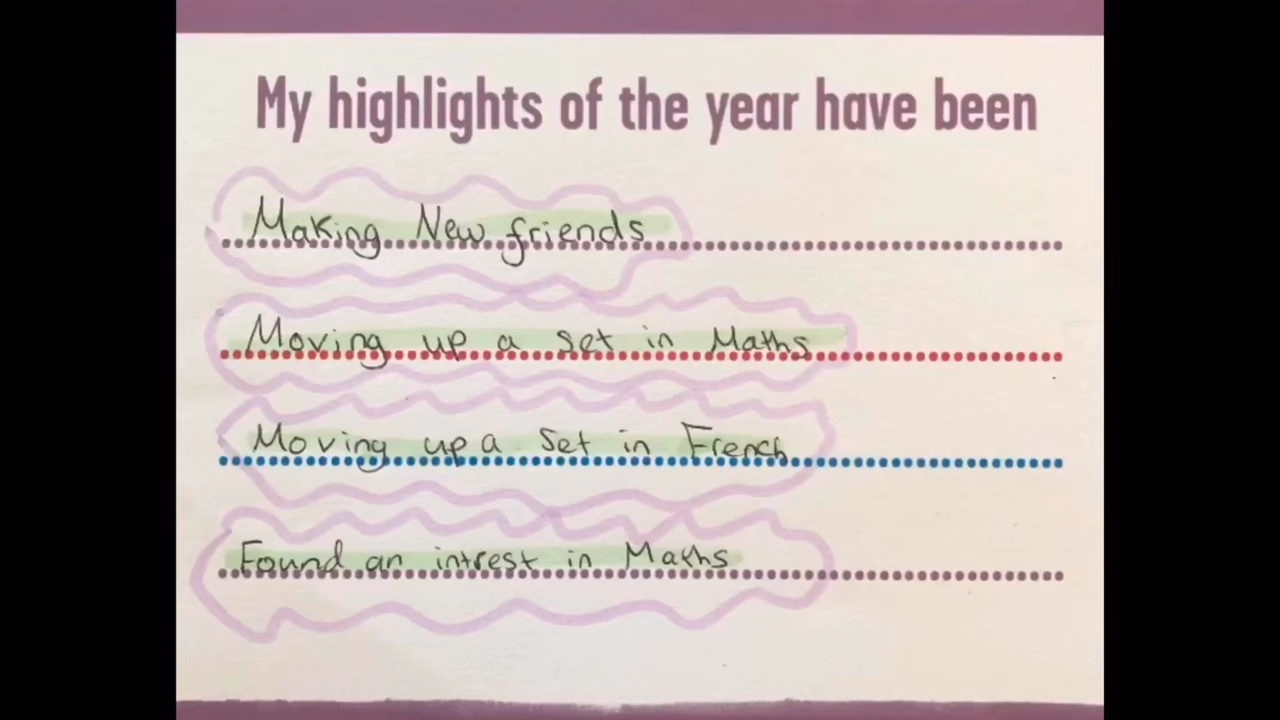 My highlights of the year have been
Making New friends
Moving up a set in Maths
Moving up a set in French
Found an intrest in Maths